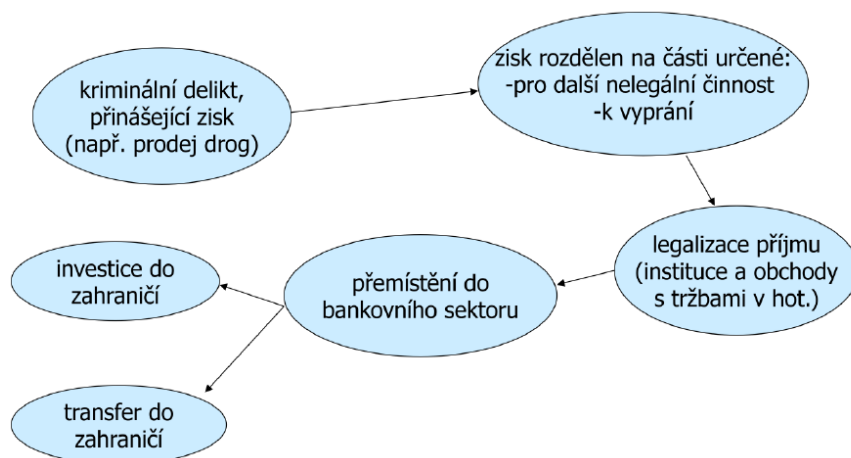 kriminální delikt,
přinášející zisk
(např. prodej drog)
zisk rozdělen na části určené:
-pro další nelegální činnost
-k vyprání
legalizace příjmu
(instituce a obchody
s tržbami v hot.)
přemístění do
bankovního sektoru
investice do
zahraničí
transfer do
zahraničí